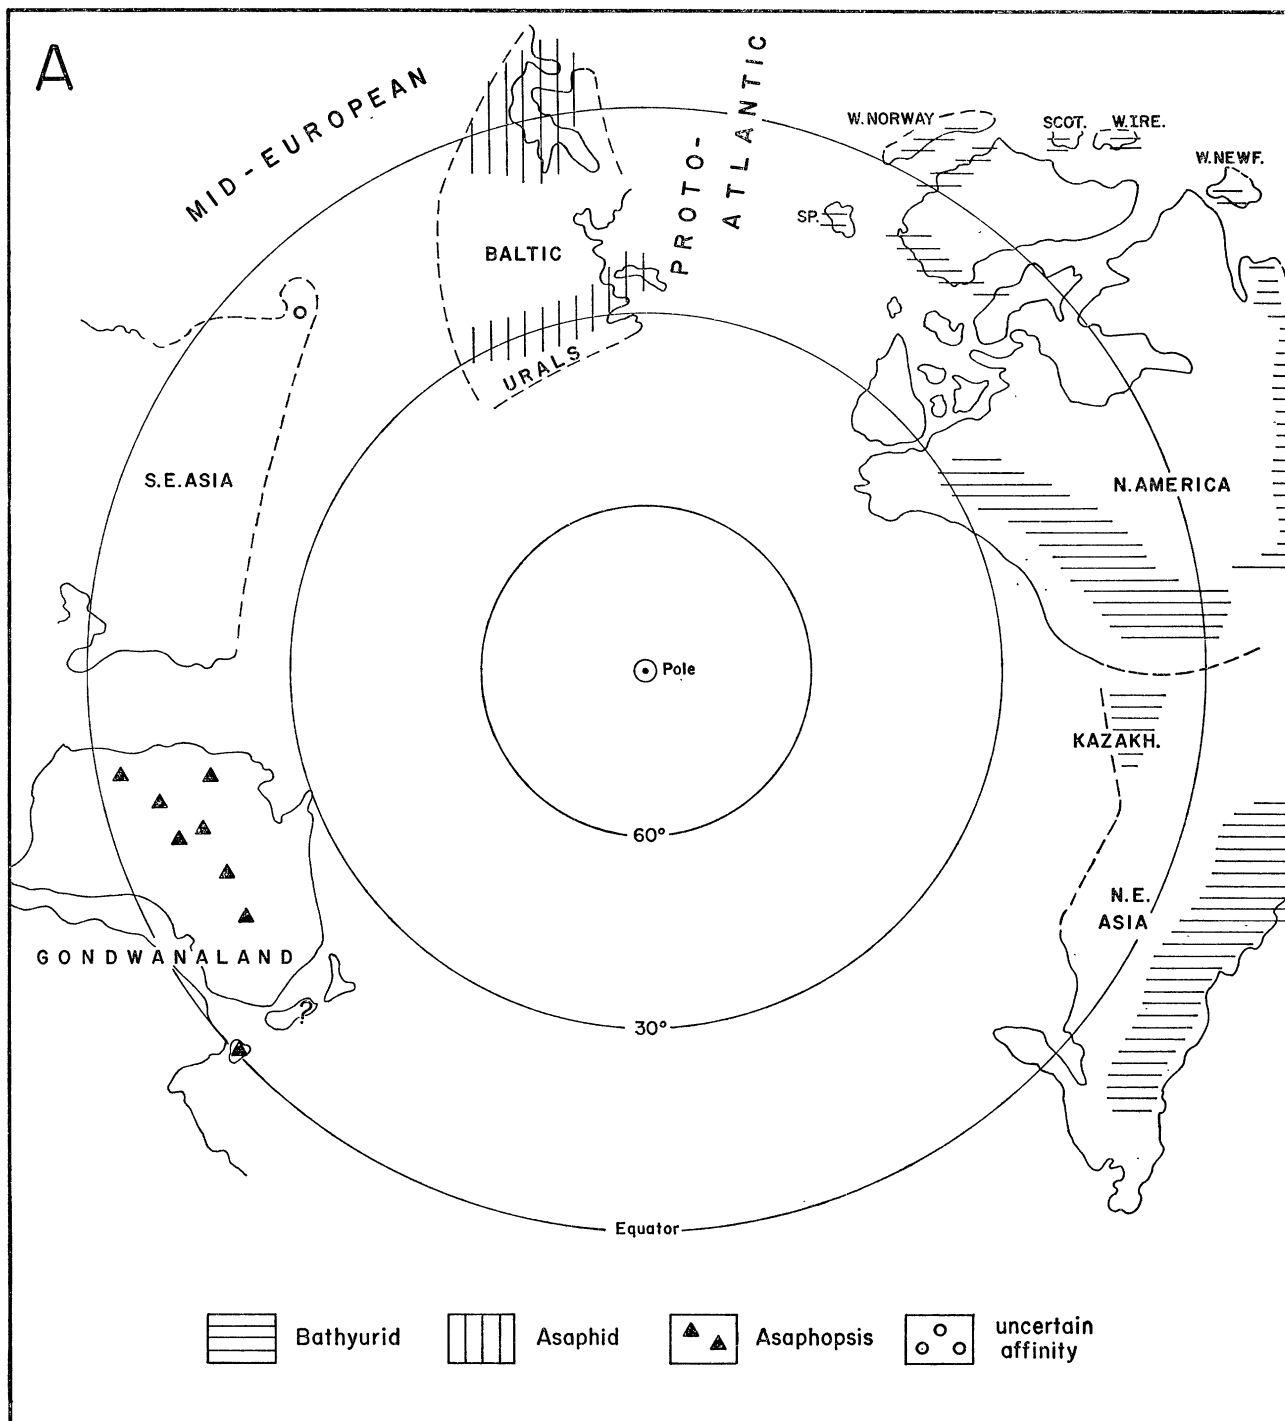 A
MID-EUROPEAN
PROTO-
ATLANTIC
W.NORWAY
SCOT.
W.IRE.
W.NEWF.
SP.
BALTIC
URALS
S.E.ASIA
N.AMERICA
Pole
KAZAKH.
60°
N.E.
ASIA
GONDWANALAND
?
30°
Equator
Bathyurid
Asaphid
Asaphopsis
uncertain
affinity